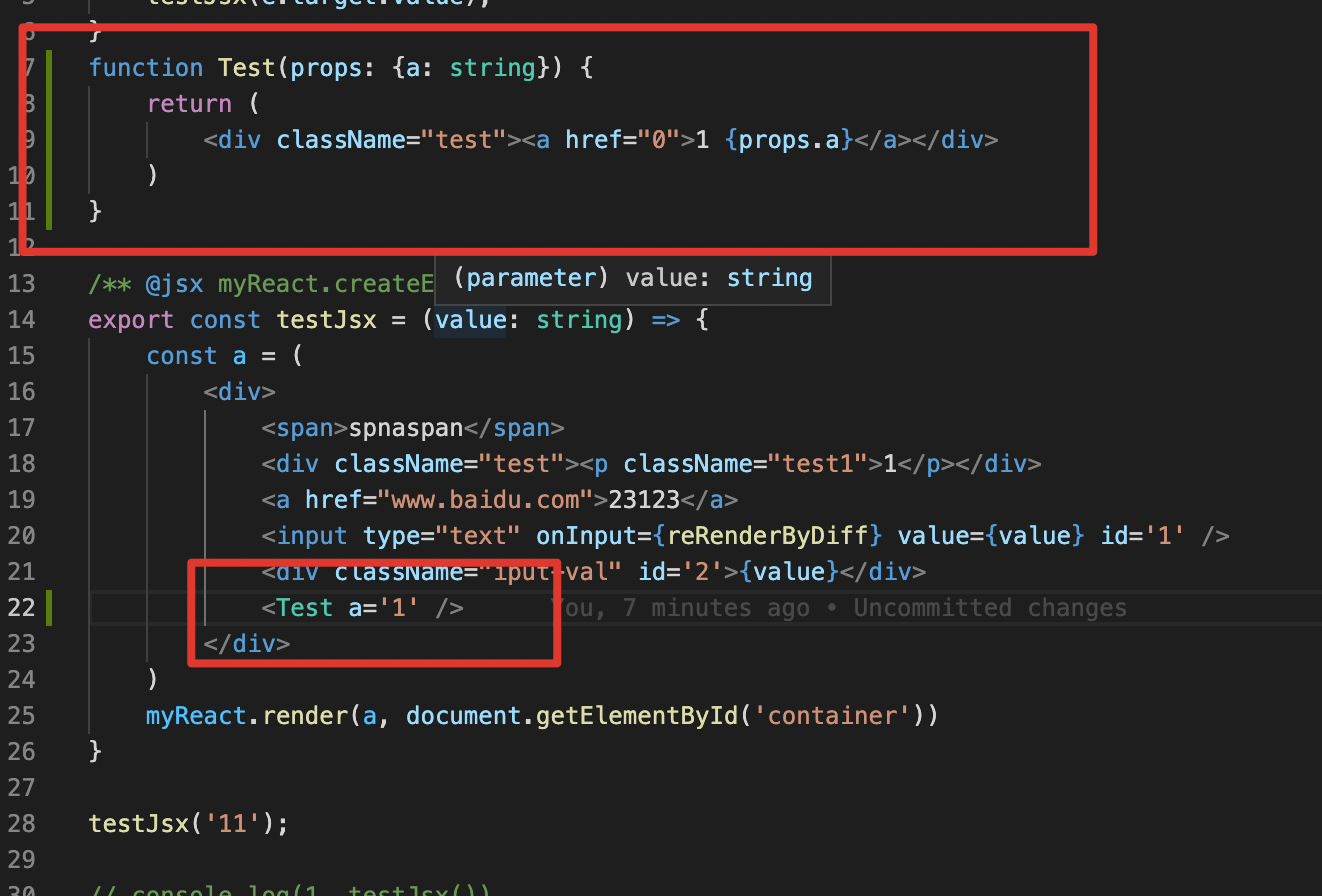 5 testJsx(e.target.value);
6 }
7 function Test(props: {a: string}) {
8 return (
9 <div className="test"><a href="0">1 {props.a}</a></div>
10 )
11 }
12
13 /** @jsx myReact.createE
(parameter) value: string
14 export const testJsx = (value: string) => {
15 const a = (
16 <div>
17 <span>spnaspan</span>
18 <div className="test"><p className="test1">1</p></div>
19 <a href="www.baidu.com">23123</a>
20 <input type="text" onInput={reRenderByDiff} value={value} id='1' />
21 <div className="iput-val" id='2'>{value}</div>
22 <Test a='1' /> You, 7 minutes ago • Uncommitted changes
23 </div>
24 )
25 myReact.render(a, document.getElementById('container'))
26 }
27
28 testJsx('11');
29
30 // console.log(1, testJsx())